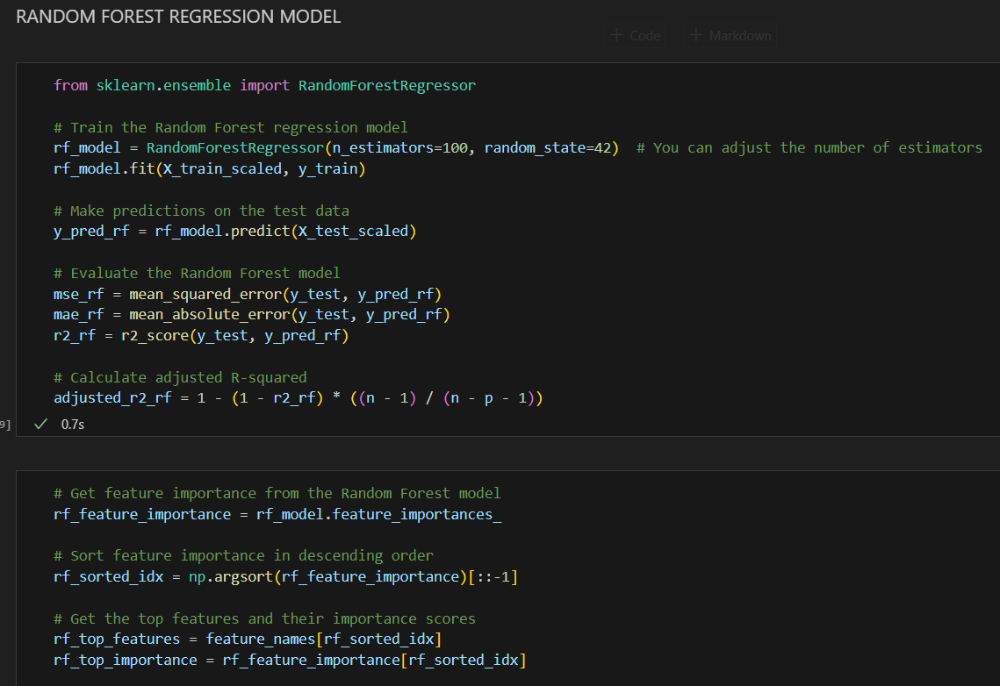 RANDOM FOREST REGRESSION MODEL
+ Code + Markdown
from sklearn.ensemble import RandomForestRegressor
# Train the Random Forest regression model
rf_model = RandomForestRegressor(n_estimators=100, random_state=42)  # You can adjust the number of estimators
rf_model.fit(X_train_scaled, y_train)
# Make predictions on the test data
y_pred_rf = rf_model.predict(X_test_scaled)
# Evaluate the Random Forest model
mse_rf = mean_squared_error(y_test, y_pred_rf)
mae_rf = mean_absolute_error(y_test, y_pred_rf)
r2_rf = r2_score(y_test, y_pred_rf)
# Calculate adjusted R-squared
adjusted_r2_rf = 1 - (1 - r2_rf) * ((n - 1) / (n - p - 1))
9] ✓ 0.7s
# Get feature importance from the Random Forest model
rf_feature_importance = rf_model.feature_importances_
# Sort feature importance in descending order
rf_sorted_idx = np.argsort(rf_feature_importance)[::-1]
# Get the top features and their importance scores
rf_top_features = feature_names[rf_sorted_idx]
rf_top_importance = rf_feature_importance[rf_sorted_idx]